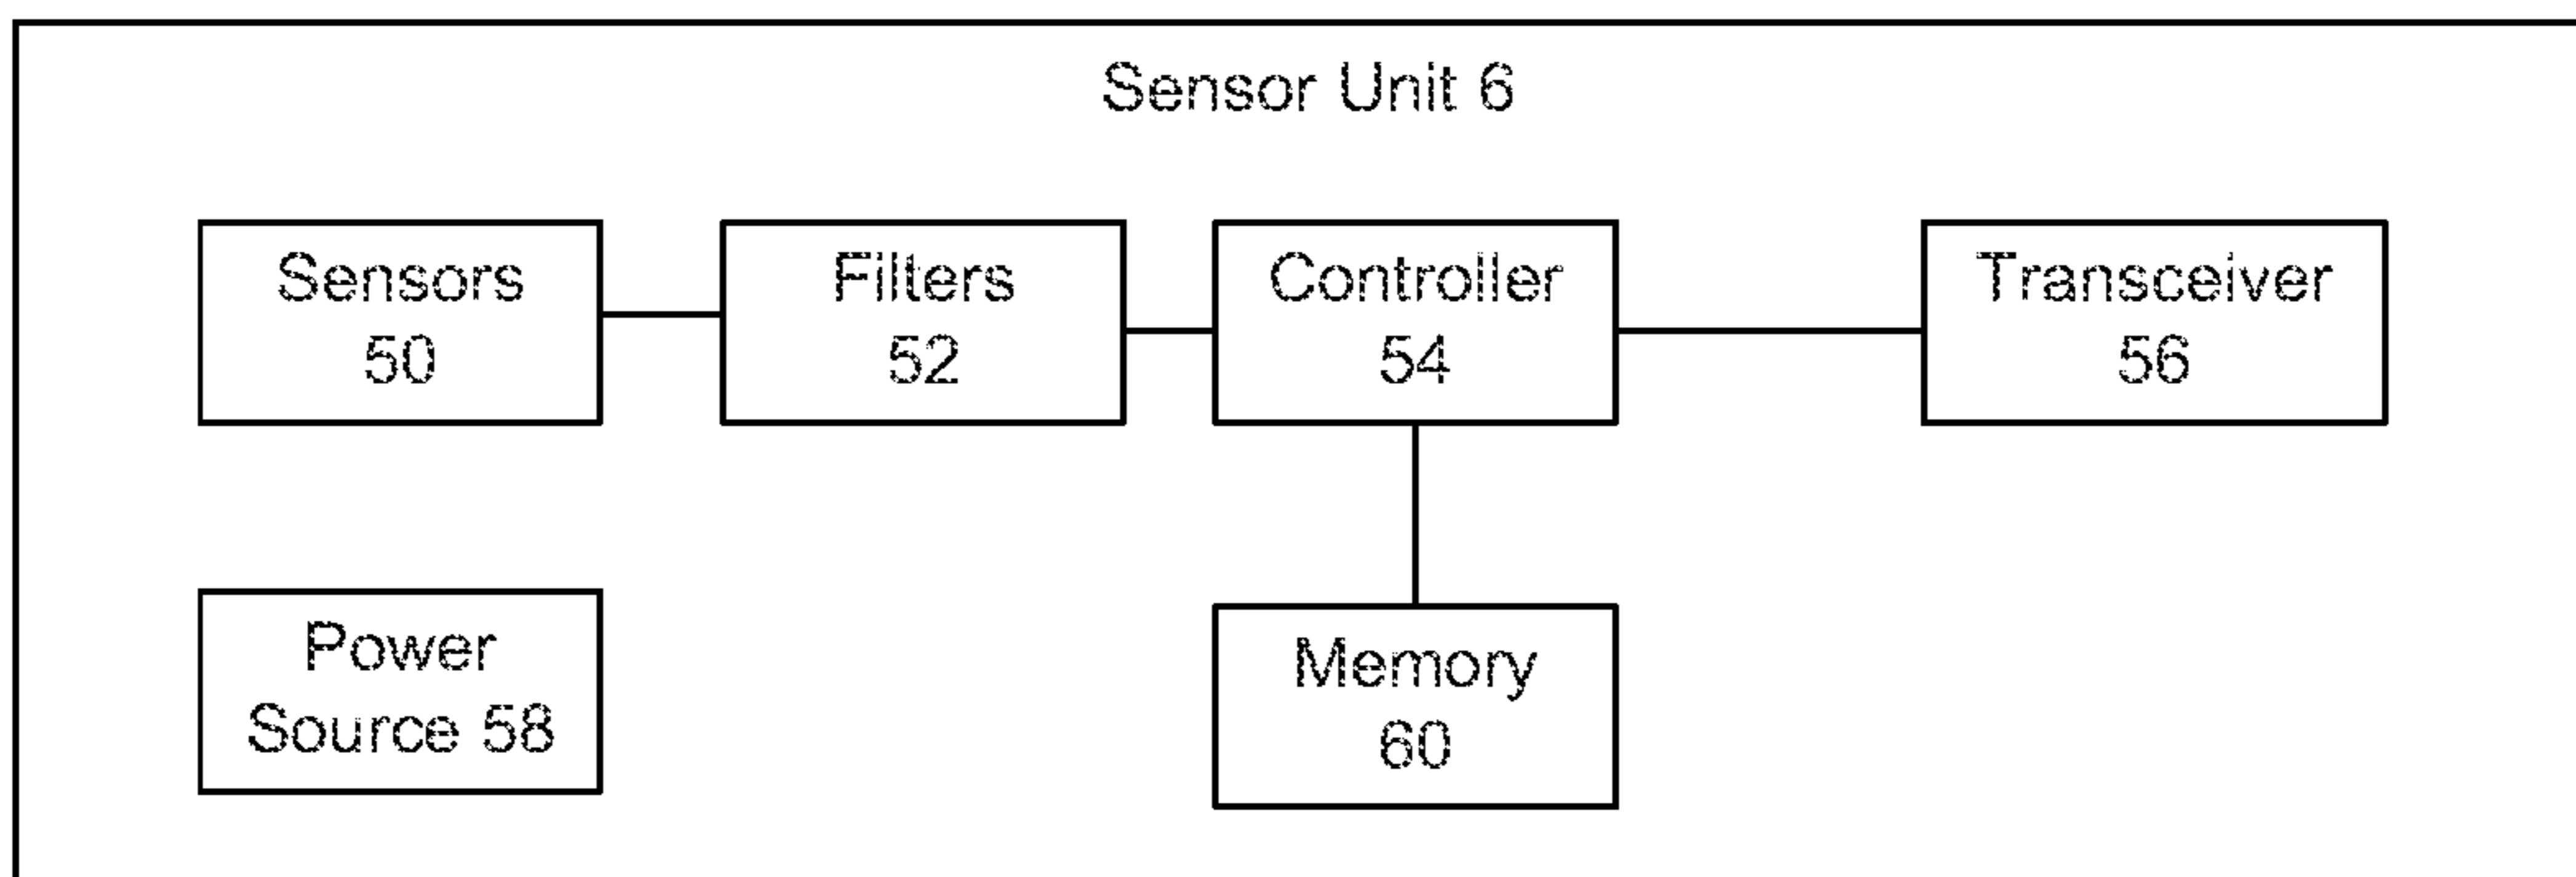 Sensor Unit 6
Sensors
50
Filters
52
Controller
54
Transceiver
56
Power
Source 58
Memory
60